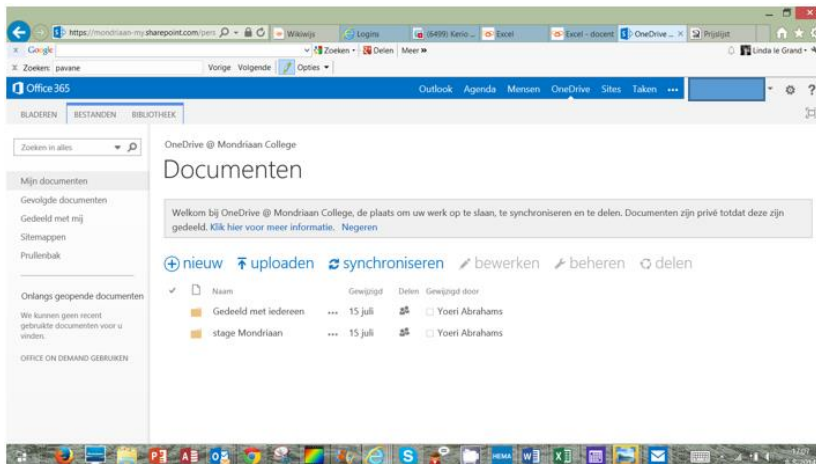 https://mondriaan-my.sharepoint.com/pers
Wikiwijs
Logins
(6499) Kerio ...
Excel
Excel - docent
OneDrive ...
Prijslijst
x Google
Zoeken
Delen
Meer »
Linda le Grand
x Zoeken: pavane
Vorige
Volgende
Opties
Office 365
Outlook Agenda Mensen OneDrive Sites Taken ...
?
BLADEREN BESTANDEN BIBLIOTHEEK
Zoeken in alles
OneDrive @ Mondriaan College
Documenten
Mijn documenten
Gevolgde documenten
Gedeeld met mij
Sitemappen
Prullenbak
Onlangs geopende documenten
We kunnen geen recent
gebruikte documenten voor u
vinden.
OFFICE ON DEMAND GEBRUIKEN
Welkom bij OneDrive @ Mondriaan College, de plaats om uw werk op te slaan, te synchroniseren en te delen. Documenten zijn privé totdat deze zijn
gedeeld. Klik hier voor meer informatie. Negeren
nieuw uploaden synchroniseren bewerken beheren delen
Naam Gewijzigd Delen Gewijzigd door
Gedeeld met iedereen ... 15 juli Yoeri Abrahams
stage Mondriaan ... 15 juli Yoeri Abrahams
HEMA